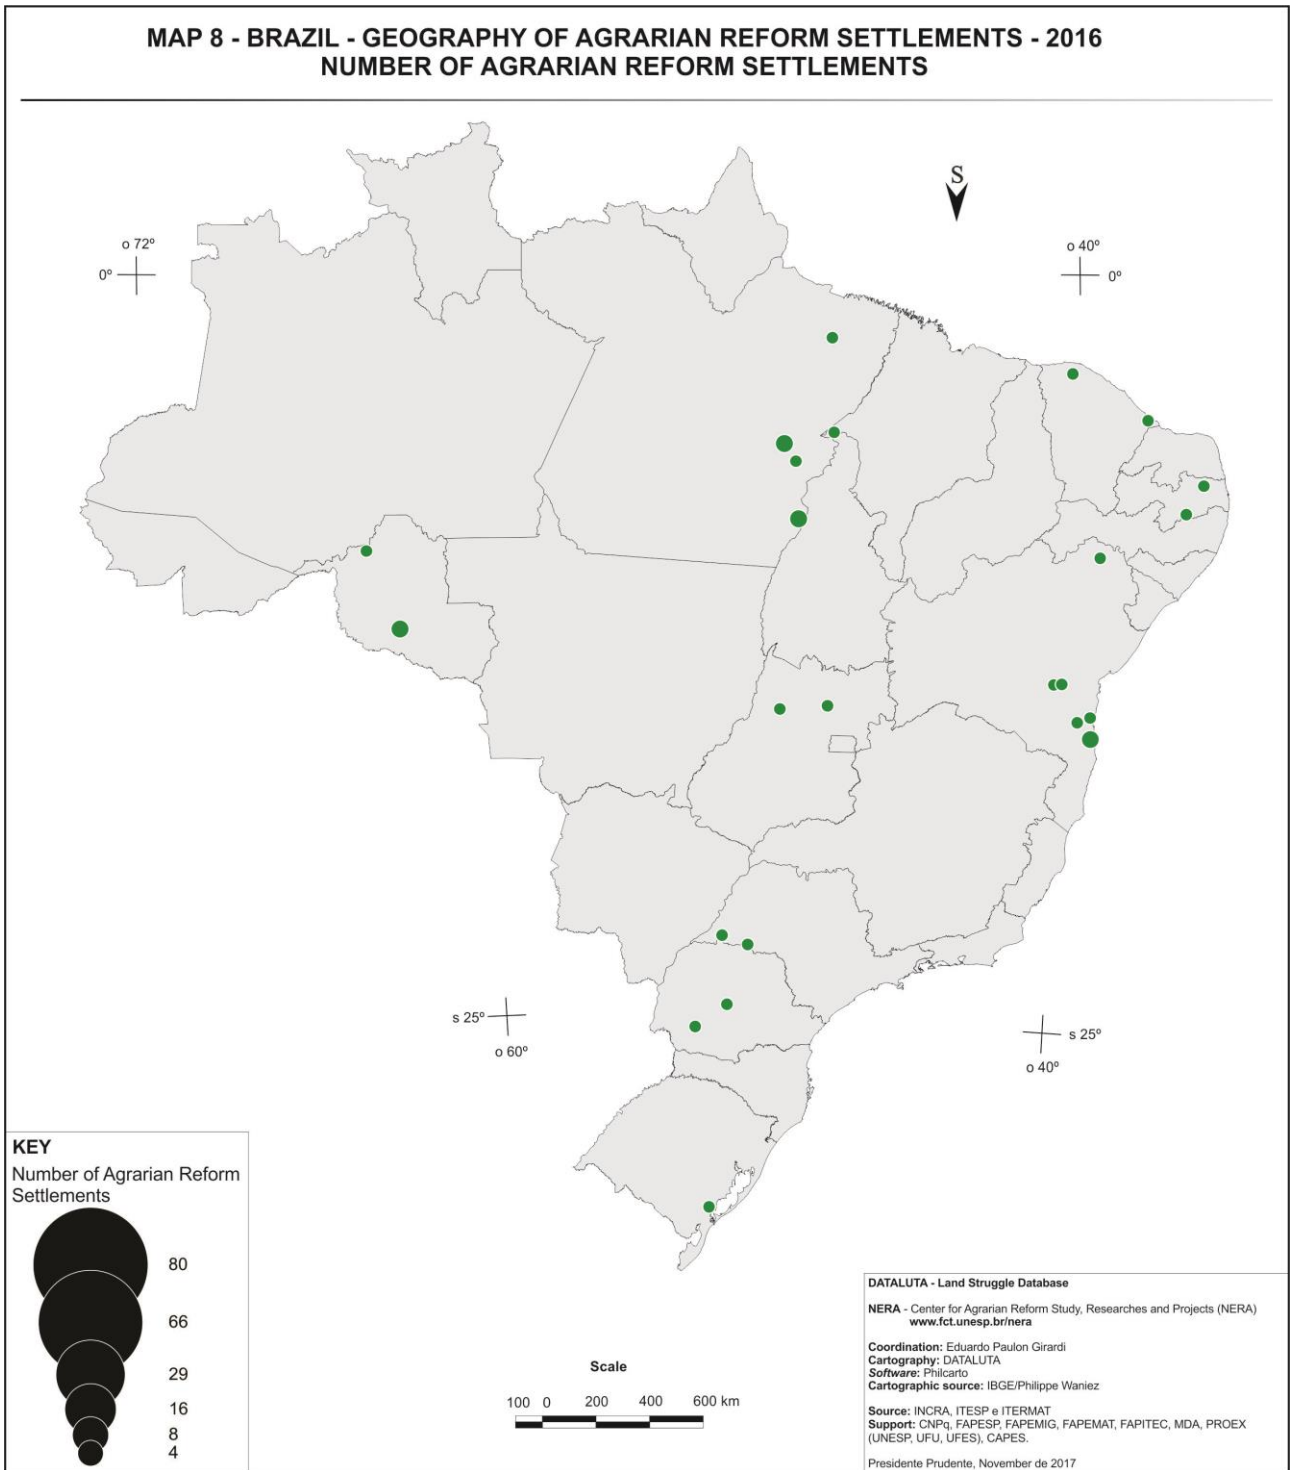 MAP 8 - BRAZIL - GEOGRAPHY OF AGRARIAN REFORM SETTLEMENTS - 2016
NUMBER OF AGRARIAN REFORM SETTLEMENTS
S
o 72º
0º
o 40º
0º
s 25º
o 60º
s 25º
o 40º
KEY
Number of Agrarian Reform
Settlements
80
66
29
16
8
4
Scale
100 0 200 400 600 km
DATALUTA - Land Struggle Database
NERA - Center for Agrarian Reform Study, Researches and Projects (NERA)
www.fct.unesp.br/nera
Coordination: Eduardo Paulon Girardi
Cartography: DATALUTA
Software: Philcarto
Cartographic source: IBGE/Philippe Waniez
Source: INCRA, ITESP e ITERMAT
Support: CNPq, FAPESP, FAPEMIG, FAPEMAT, FAPITEC, MDA, PROEX
(UNESP, UFU, UFES), CAPES.
Presidente Prudente, November de 2017